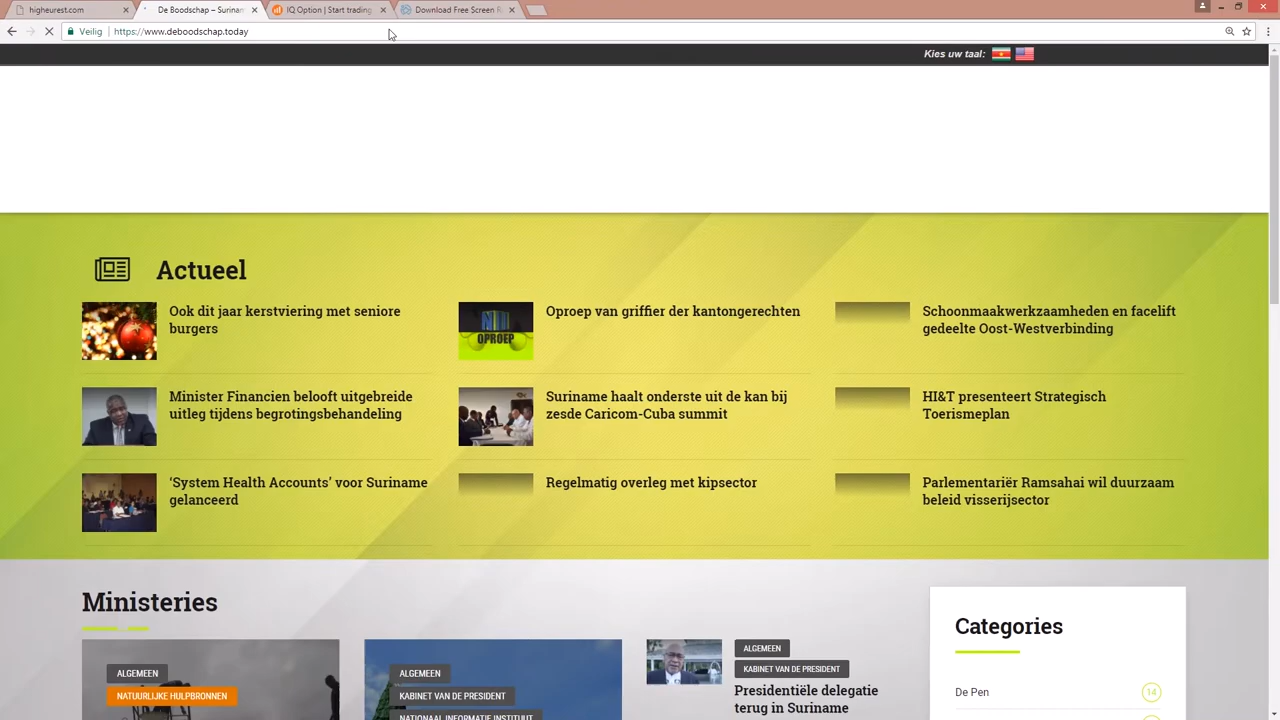 higheurest.com
De Boodschap – Surinam
IQ Option | Start trading
Download Free Screen R
Veilig
https://www.deboodschap.today
Kies uw taal:
Actueel
Ook dit jaar kerstviering met seniore
burgers
Oproep van griffier der kantongerechten
OPROEP
Schoonmaakwerkzaamheden en facelift
gedeelte Oost-Westverbinding
Minister Financien belooft uitgebreide
uitleg tijdens begrotingsbehandeling
Suriname haalt onderste uit de kan bij
zesde Caricom-Cuba summit
HI&T presenteert Strategisch
Toerismeplan
‘System Health Accounts’ voor Suriname
gelanceerd
Regelmatig overleg met kipsector
Parlementariër Ramsahai wil duurzaam
beleid visserijsector
Ministeries
ALGEMEEN
NATUURLIJKE HULPBRONNEN
ALGEMEEN
KABINET VAN DE PRESIDENT
NATIONAAL INFORMATIE INSTITUUT
ALGEMEEN
KABINET VAN DE PRESIDENT
Presidentiële delegatie
terug in Suriname
Categories
De Pen
14